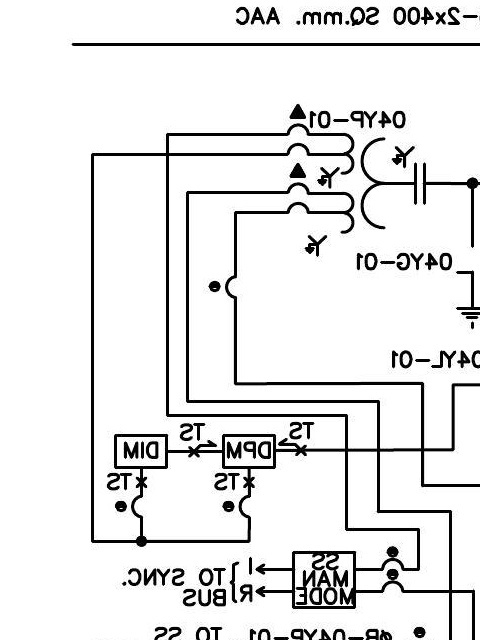 -2x400 SQ.mm. AAC
04YP-01
04YG-01
04YL-01
TS
TS
DPM
DIM
TS
TS
SS
MAN
MODE
I
R
TO SYNC.
BUS
TO SS
ØB-04YP-01